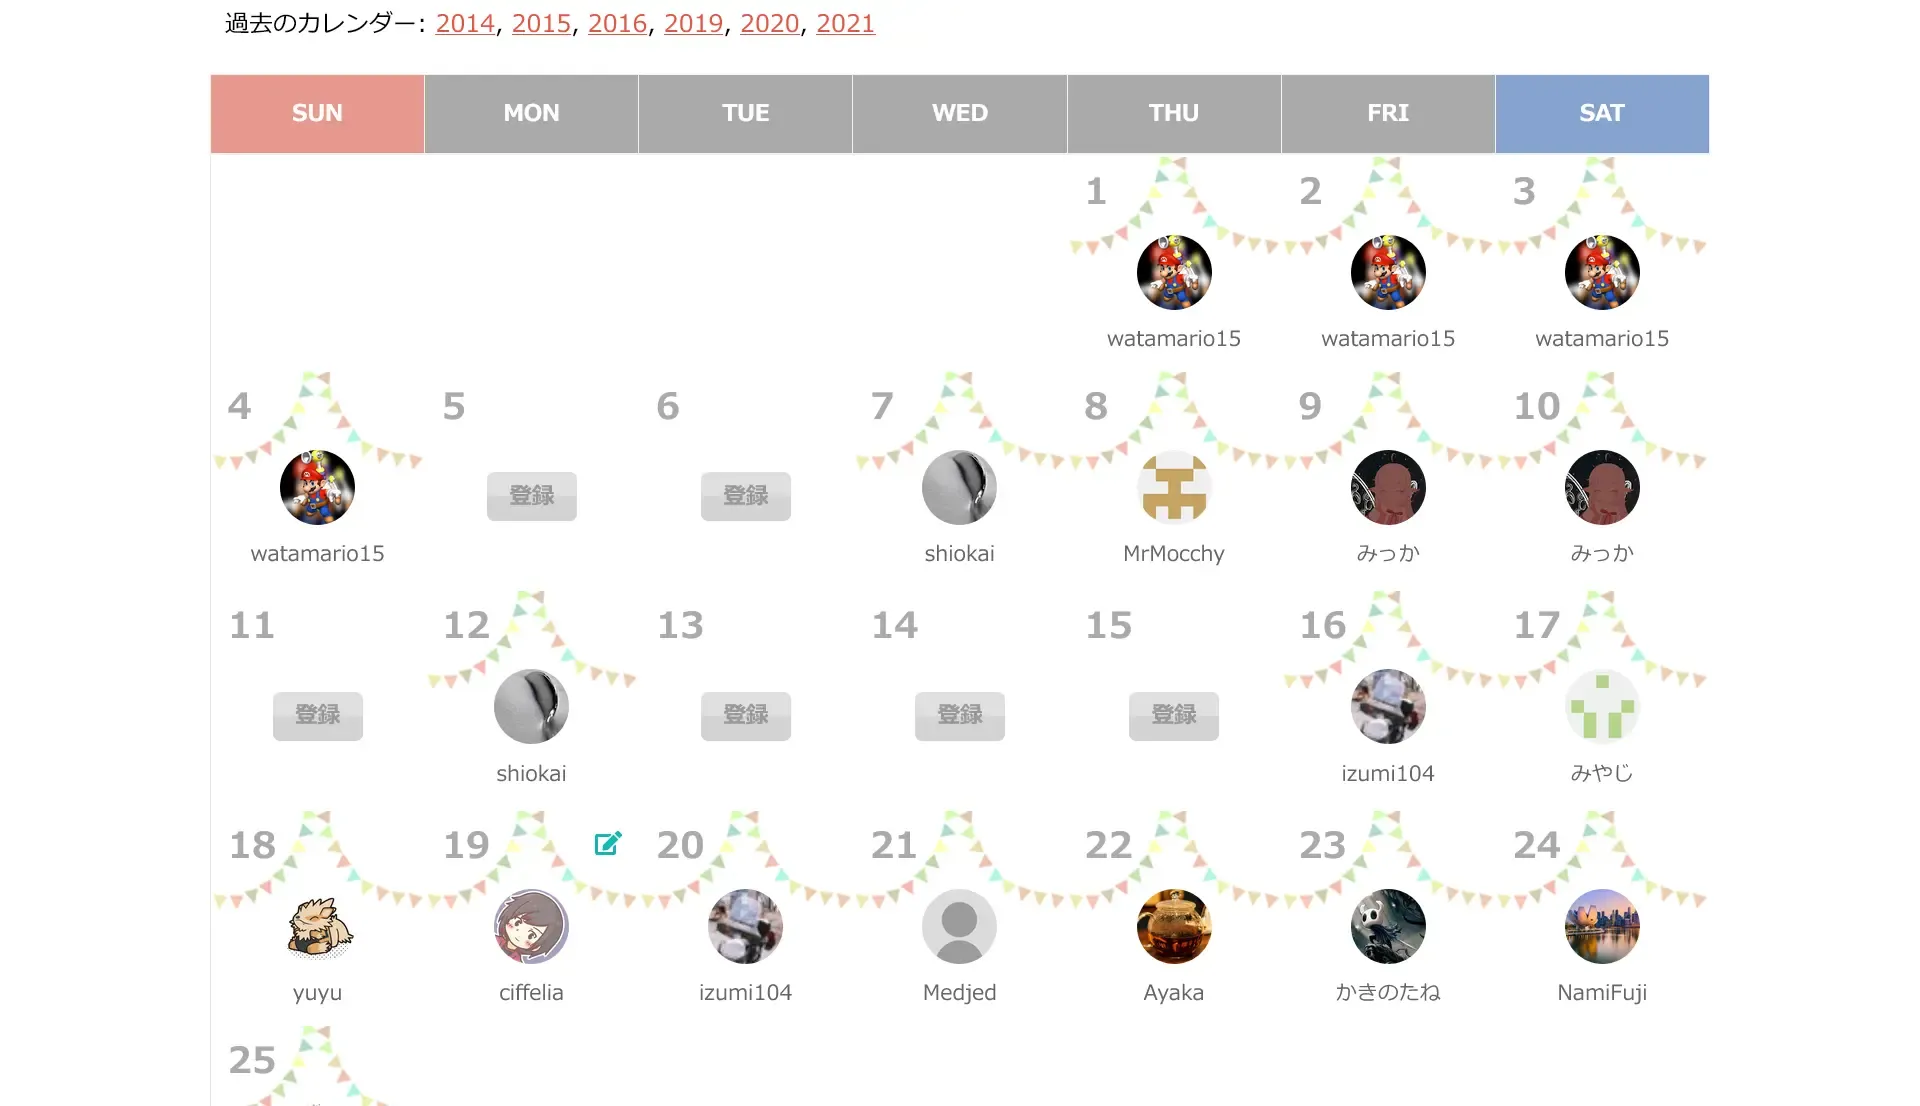 過去のカレンダー: 2014, 2015, 2016, 2019, 2020, 2021
SUN MON TUE WED THU FRI SAT
1 2 3
watamario15 watamario15 watamario15
4 5 6 7 8 9 10
登録 登録
watamario15 shiokai MrMocchy みっか みっか
11 12 13 14 15 16 17
登録 登録 登録 登録
shiokai izumi104 みやじ
18 19 20 21 22 23 24
yuyu ciffelia izumi104 Medjed Ayaka かきのたね NamiFuji
25